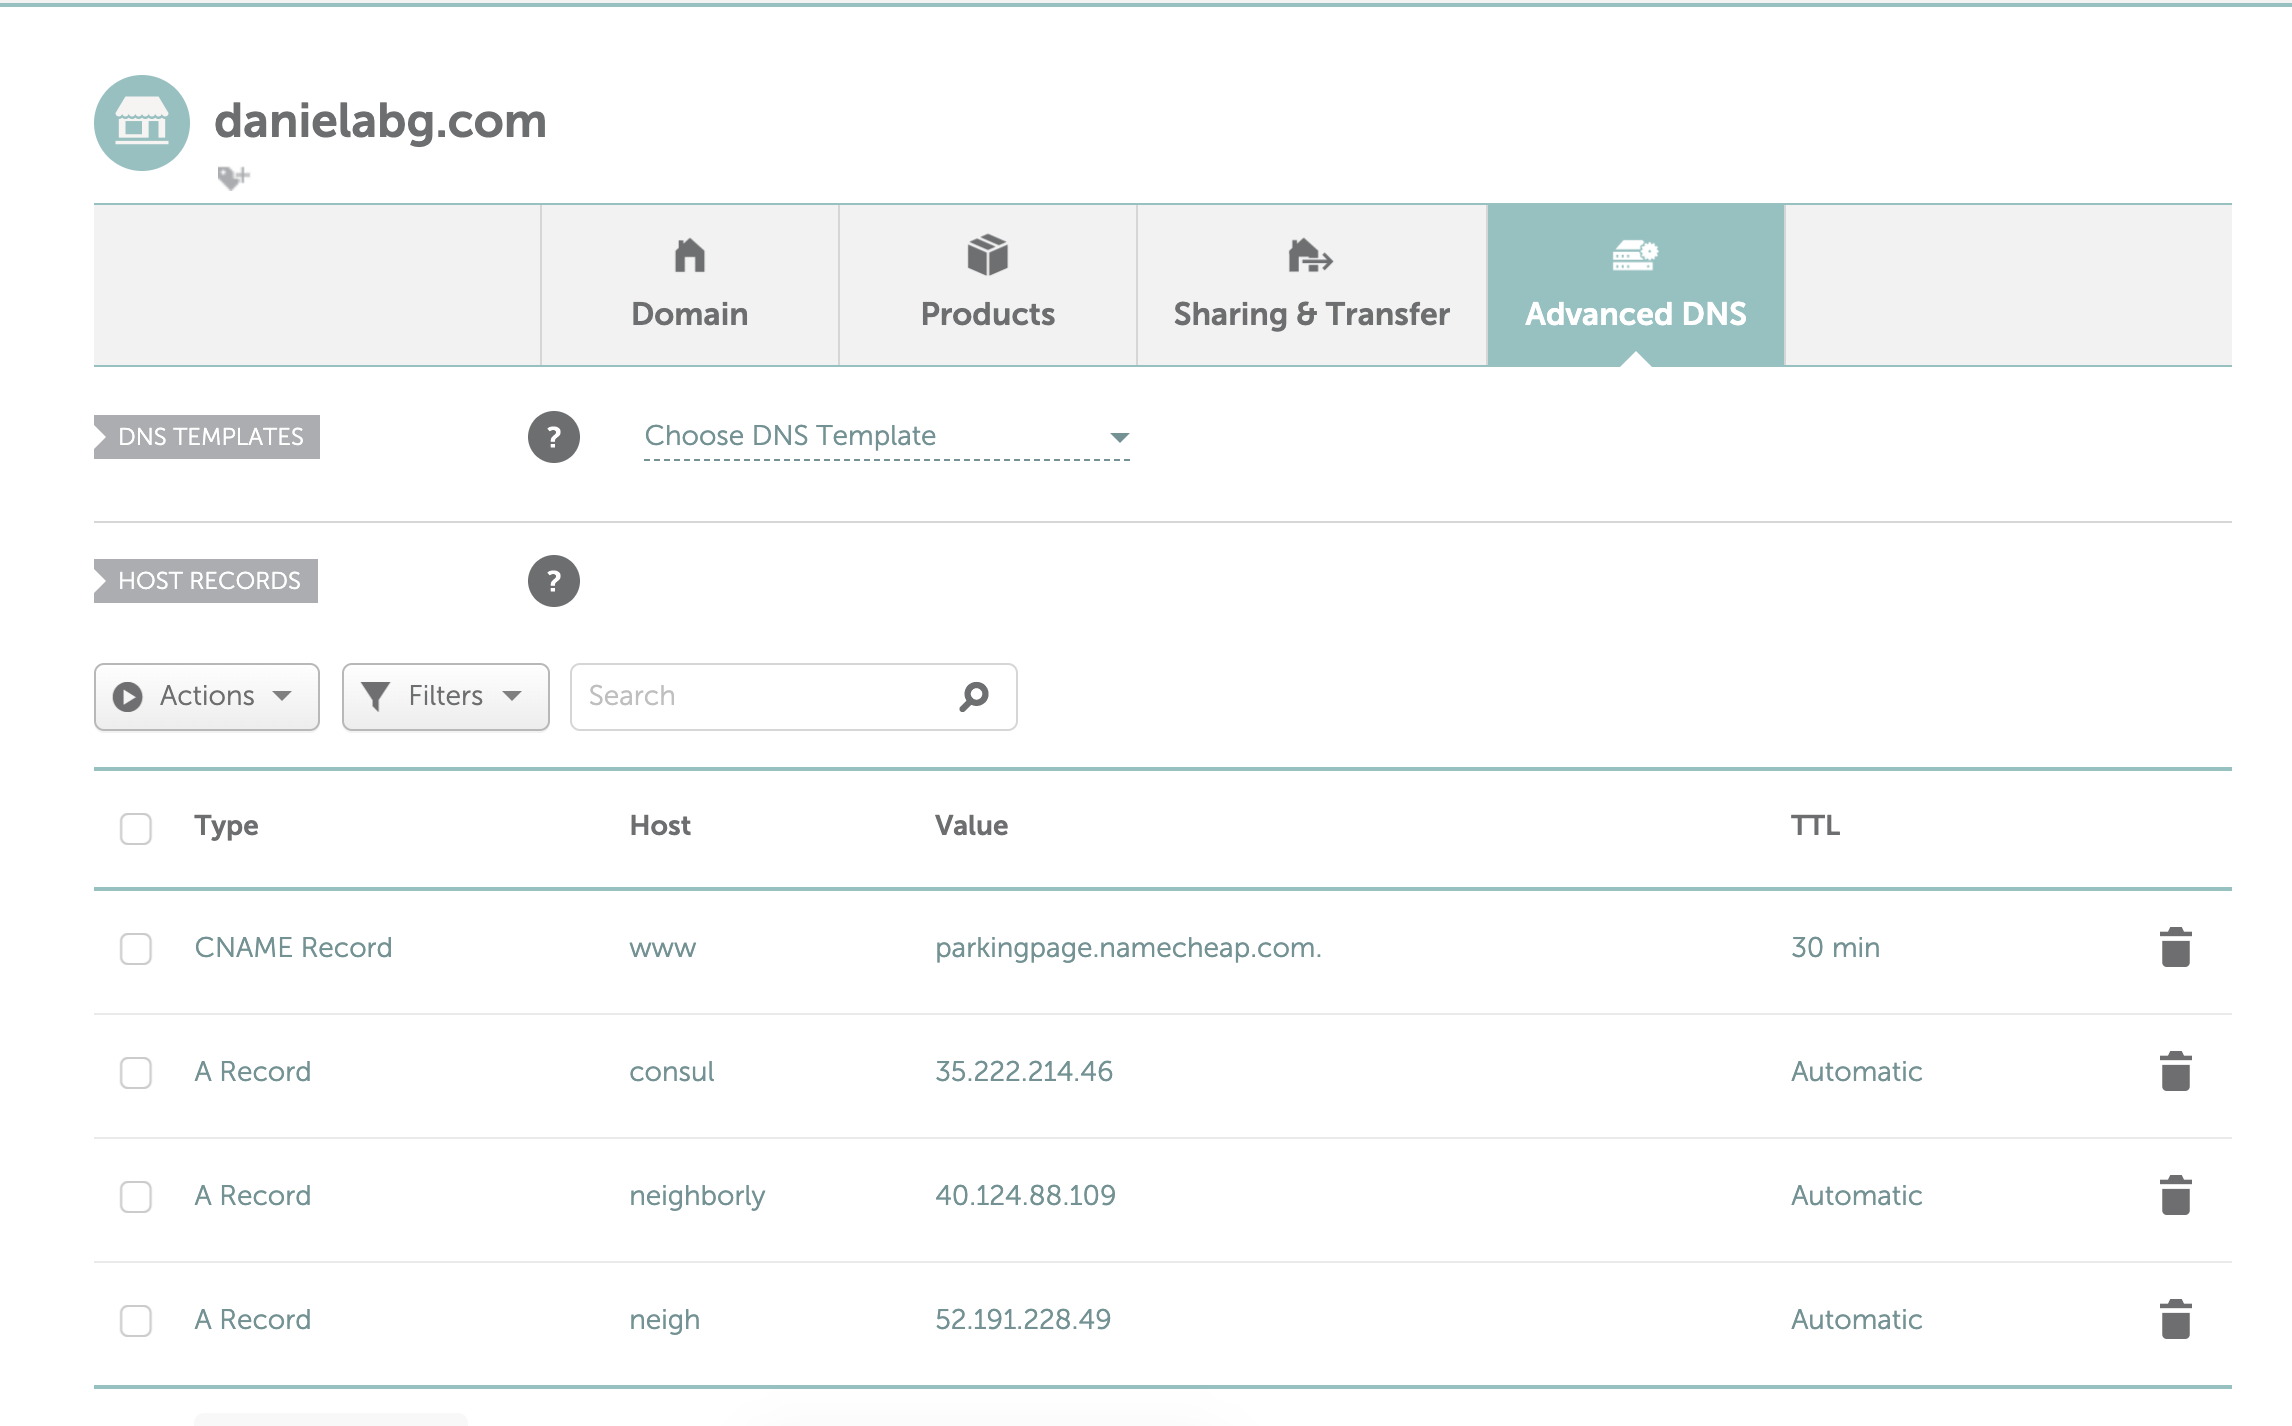 danielabg.com
Domain
Products
Sharing & Transfer
Advanced DNS
DNS TEMPLATES
?
Choose DNS Template
HOST RECORDS
?
Actions
Filters
Search
Type Host Value TTL
CNAME Record www parkingpage.namecheap.com. 30 min
A Record consul 35.222.214.46 Automatic
A Record neighborly 40.124.88.109 Automatic
A Record neigh 52.191.228.49 Automatic